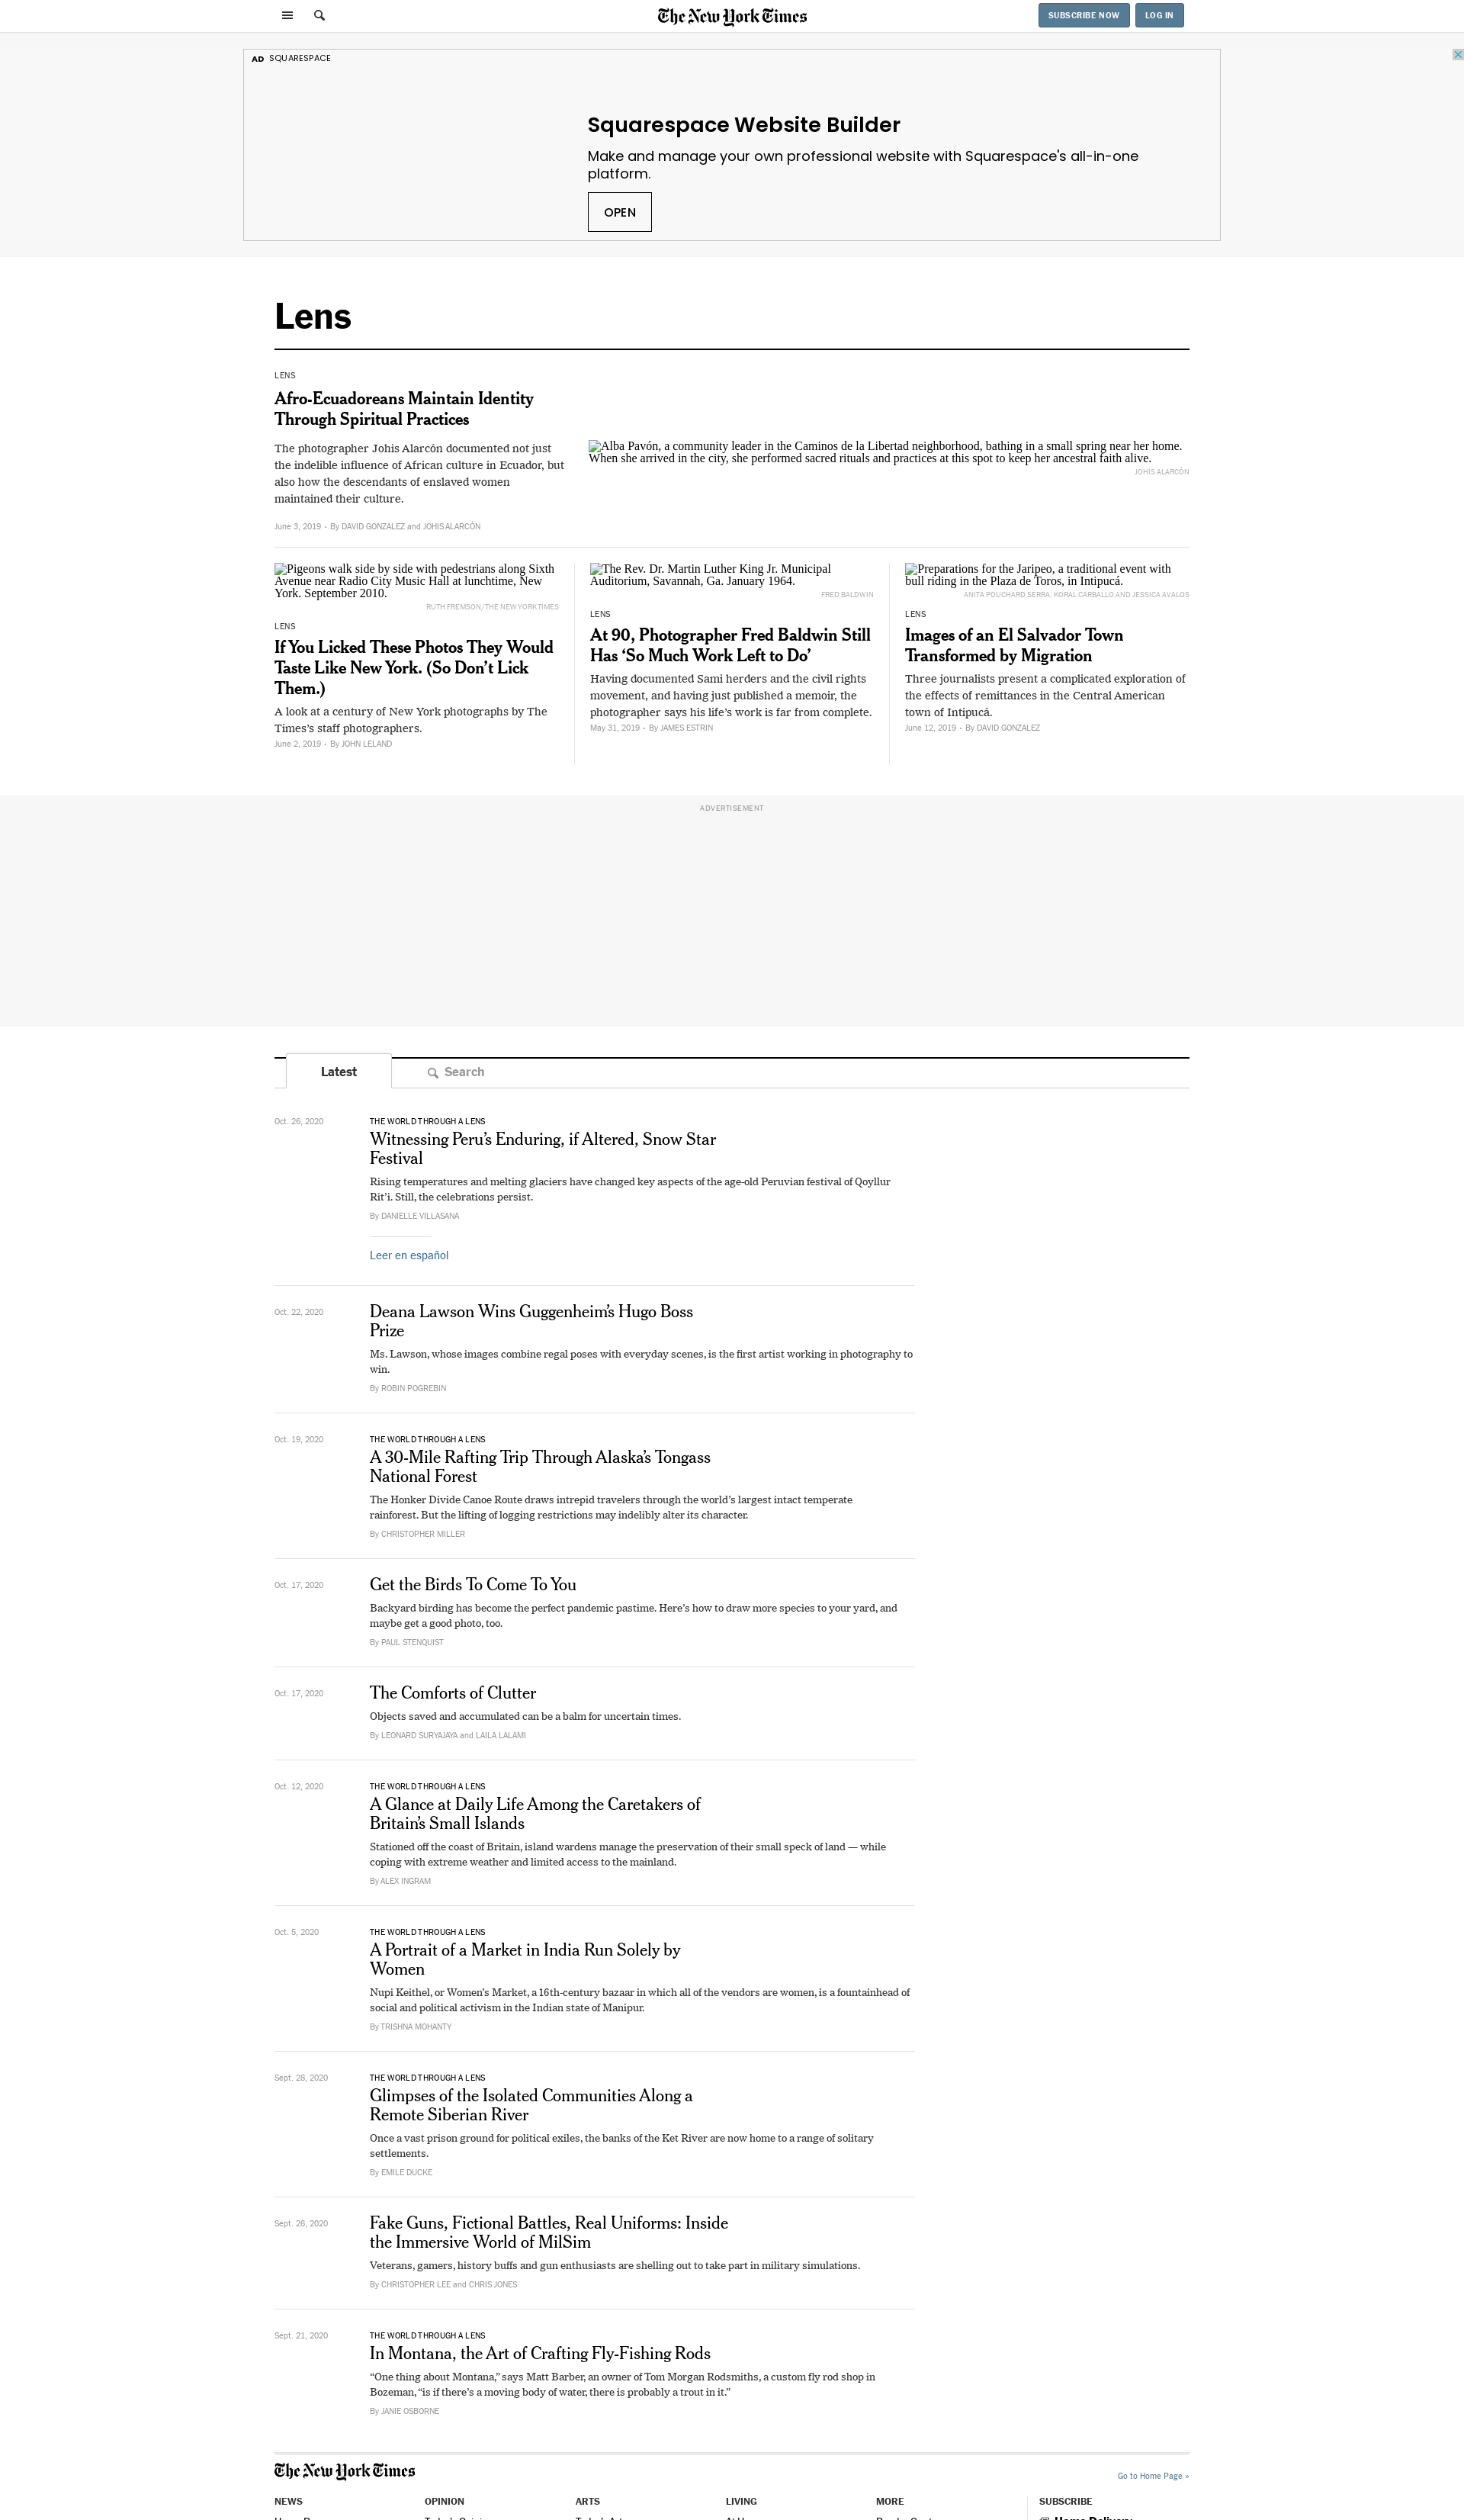 The New York Times
SUBSCRIBE NOW
LOG IN
AD SQUARESPACE
Squarespace Website Builder
Make and manage your own professional website with Squarespace's all-in-one
platform.
OPEN
Lens
LENS
Afro-Ecuadoreans Maintain Identity
Through Spiritual Practices
The photographer Johis Alarcón documented not just
the indelible influence of African culture in Ecuador, but
also how the descendants of enslaved women
maintained their culture.
June 3, 2019 • By DAVID GONZALEZ and JOHIS ALARCÓN
Alba Pavón, a community leader in the Caminos de la Libertad neighborhood, bathing in a small spring near her home.
When she arrived in the city, she performed sacred rituals and practices at this spot to keep her ancestral faith alive.
JOHIS ALARCÓN
Pigeons walk side by side with pedestrians along Sixth
Avenue near Radio City Music Hall at lunchtime, New
York. September 2010.
RUTH FREMSON/THE NEW YORK TIMES
LENS
If You Licked These Photos They Would
Taste Like New York. (So Don’t Lick
Them.)
A look at a century of New York photographs by The
Times’s staff photographers.
June 2, 2019 • By JOHN LELAND
The Rev. Dr. Martin Luther King Jr. Municipal
Auditorium, Savannah, Ga. January 1964.
FRED BALDWIN
LENS
At 90, Photographer Fred Baldwin Still
Has ‘So Much Work Left to Do’
Having documented Sami herders and the civil rights
movement, and having just published a memoir, the
photographer says his life’s work is far from complete.
May 31, 2019 • By JAMES ESTRIN
Preparations for the Jaripeo, a traditional event with
bull riding in the Plaza de Toros, in Intipucá.
ANITA POUCHARD SERRA, KORAL CARBALLO AND JESSICA AVALOS
LENS
Images of an El Salvador Town
Transformed by Migration
Three journalists present a complicated exploration of
the effects of remittances in the Central American
town of Intipucá.
June 12, 2019 • By DAVID GONZALEZ
ADVERTISEMENT
Latest
Search
Oct. 26, 2020
THE WORLD THROUGH A LENS
Witnessing Peru’s Enduring, if Altered, Snow Star
Festival
Rising temperatures and melting glaciers have changed key aspects of the age-old Peruvian festival of Qoyllur
Rit’i. Still, the celebrations persist.
By DANIELLE VILLASANA
Leer en español
Oct. 22, 2020
Deana Lawson Wins Guggenheim’s Hugo Boss
Prize
Ms. Lawson, whose images combine regal poses with everyday scenes, is the first artist working in photography to
win.
By ROBIN POGREBIN
Oct. 19, 2020
THE WORLD THROUGH A LENS
A 30-Mile Rafting Trip Through Alaska’s Tongass
National Forest
The Honker Divide Canoe Route draws intrepid travelers through the world’s largest intact temperate
rainforest. But the lifting of logging restrictions may indelibly alter its character.
By CHRISTOPHER MILLER
Oct. 17, 2020
Get the Birds To Come To You
Backyard birding has become the perfect pandemic pastime. Here’s how to draw more species to your yard, and
maybe get a good photo, too.
By PAUL STENQUIST
Oct. 17, 2020
The Comforts of Clutter
Objects saved and accumulated can be a balm for uncertain times.
By LEONARD SURYAJAYA and LAILA LALAMI
Oct. 12, 2020
THE WORLD THROUGH A LENS
A Glance at Daily Life Among the Caretakers of
Britain’s Small Islands
Stationed off the coast of Britain, island wardens manage the preservation of their small speck of land — while
coping with extreme weather and limited access to the mainland.
By ALEX INGRAM
Oct. 5, 2020
THE WORLD THROUGH A LENS
A Portrait of a Market in India Run Solely by
Women
Nupi Keithel, or Women’s Market, a 16th-century bazaar in which all of the vendors are women, is a fountainhead of
social and political activism in the Indian state of Manipur.
By TRISHNA MOHANTY
Sept. 28, 2020
THE WORLD THROUGH A LENS
Glimpses of the Isolated Communities Along a
Remote Siberian River
Once a vast prison ground for political exiles, the banks of the Ket River are now home to a range of solitary
settlements.
By EMILE DUCKE
Sept. 26, 2020
Fake Guns, Fictional Battles, Real Uniforms: Inside
the Immersive World of MilSim
Veterans, gamers, history buffs and gun enthusiasts are shelling out to take part in military simulations.
By CHRISTOPHER LEE and CHRIS JONES
Sept. 21, 2020
THE WORLD THROUGH A LENS
In Montana, the Art of Crafting Fly-Fishing Rods
“One thing about Montana,” says Matt Barber, an owner of Tom Morgan Rodsmiths, a custom fly rod shop in
Bozeman, “is if there’s a moving body of water, there is probably a trout in it.”
By JANIE OSBORNE
The New York Times
Go to Home Page »
NEWS
OPINION
ARTS
LIVING
MORE
SUBSCRIBE